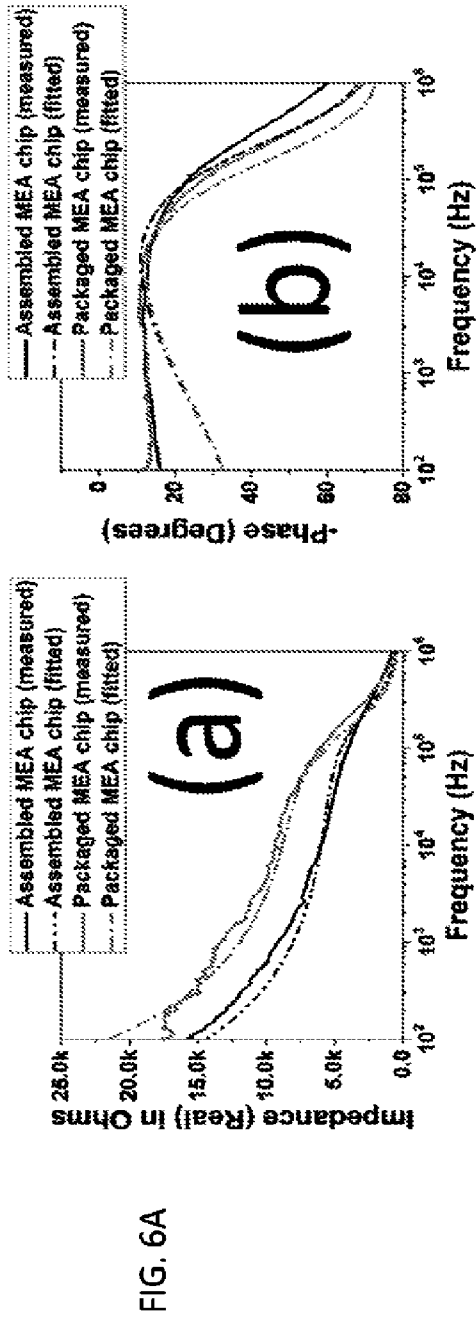 FIG. 6A
Assembled MEA chip (measured)
Assembled MEA chip (fitted)
Packaged MEA chip (measured)
Packaged MEA chip (fitted)
(a)
Impedance (Real) in Ohms
25.0k
20.0k
15.0k
10.0k
5.0k
0.0
10²
10³
10⁴
10⁵
10⁶
Frequency (Hz)
Assembled MEA chip (measured)
Assembled MEA chip (fitted)
Packaged MEA chip (measured)
Packaged MEA chip (fitted)
(b)
-Phase (Degrees)
0
20
40
60
80
10²
10³
10⁴
10⁵
10⁶
Frequency (Hz)